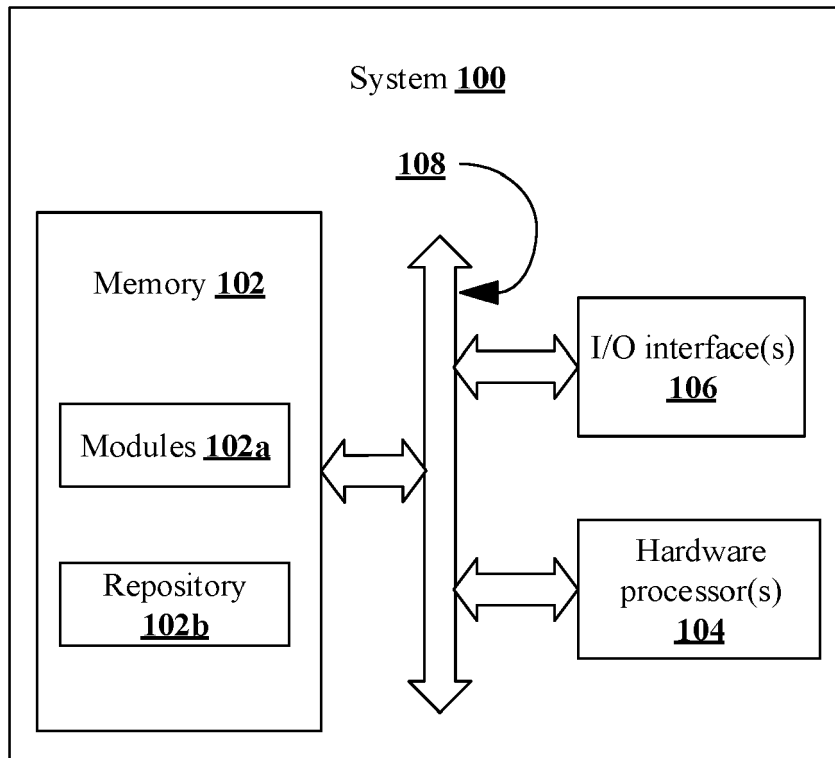 System 100
108
Memory 102
Modules 102a
Repository
102b
I/O interface(s)
106
Hardware
processor(s)
104